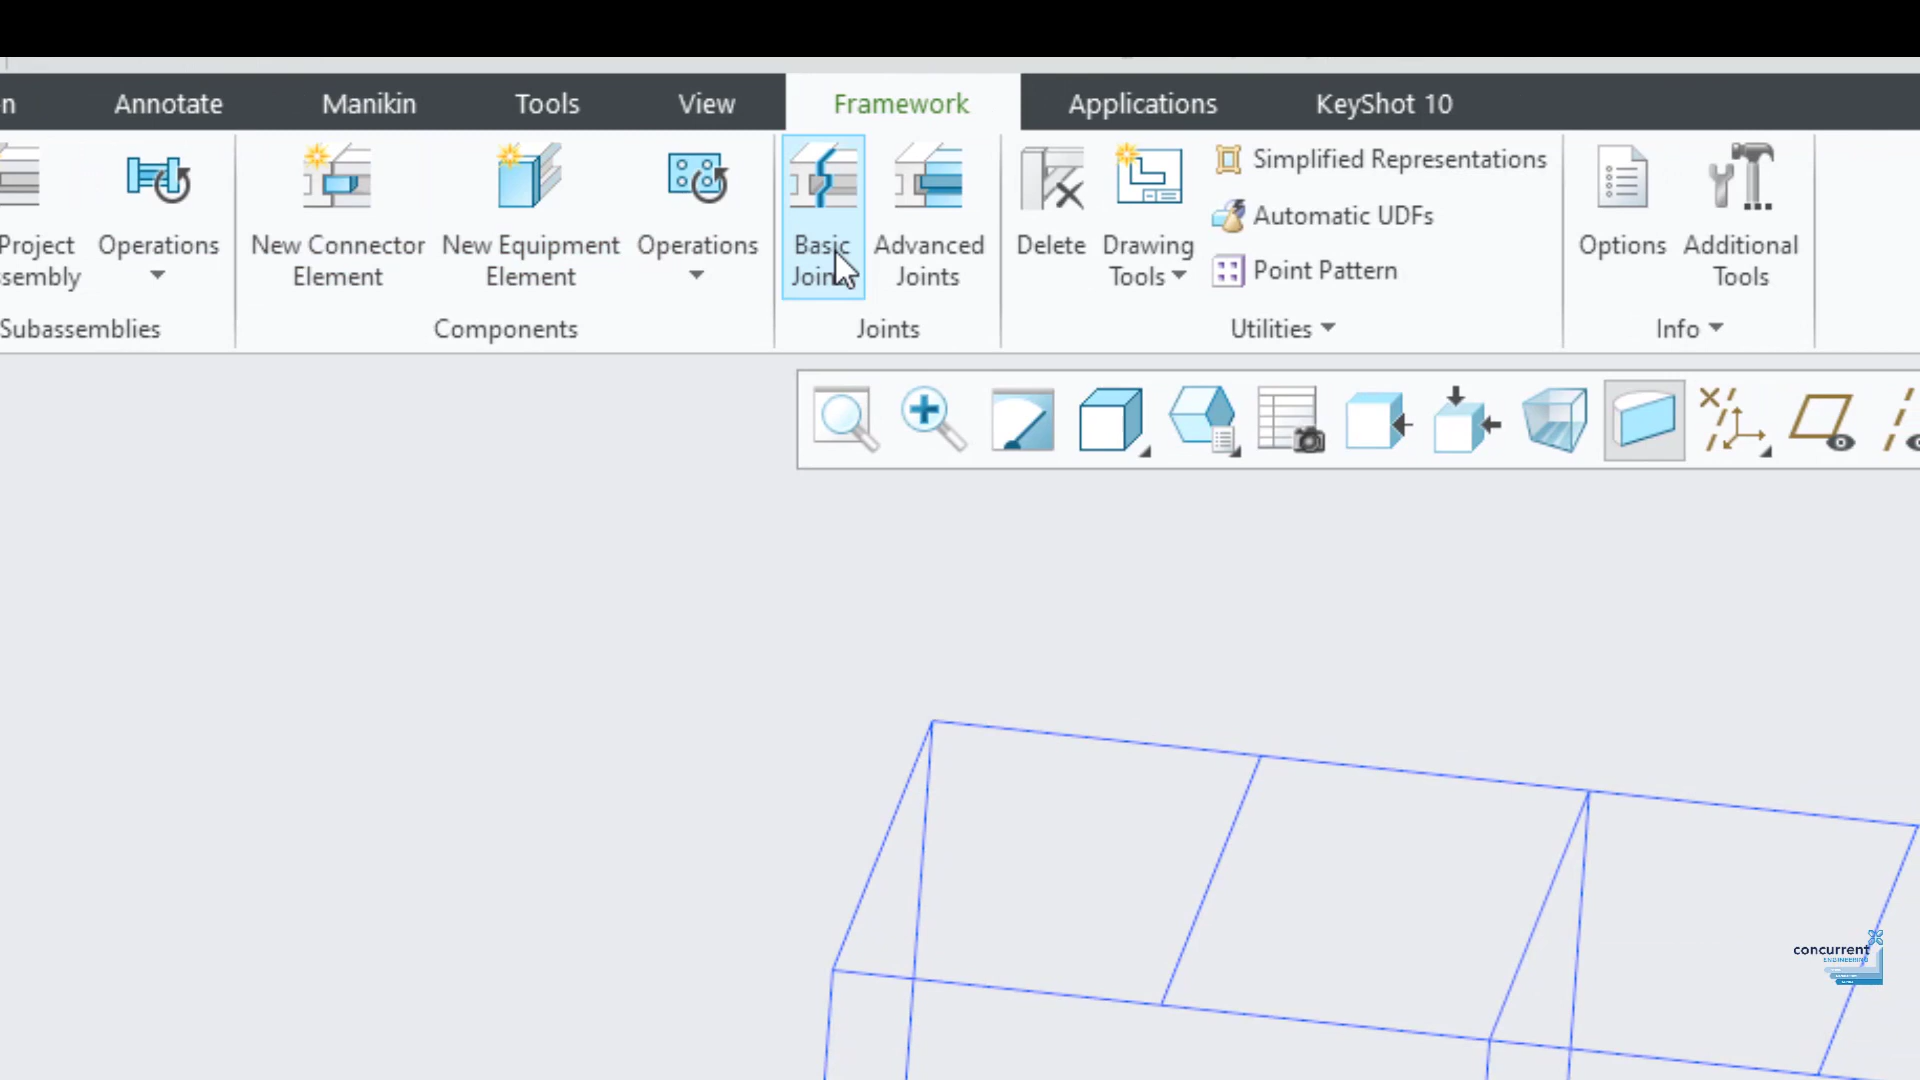 n Annotate Manikin Tools View Framework Applications KeyShot 10
Project
ssembly
Operations
New Connector
Element
New Equipment
Element
Operations
Basic
Joints
Advanced
Joints
Delete
Drawing
Tools
Simplified Representations
Automatic UDFs
Point Pattern
Options
Additional
Tools
Subassemblies Components Joints Utilities Info
concurrent
ENGINEERING